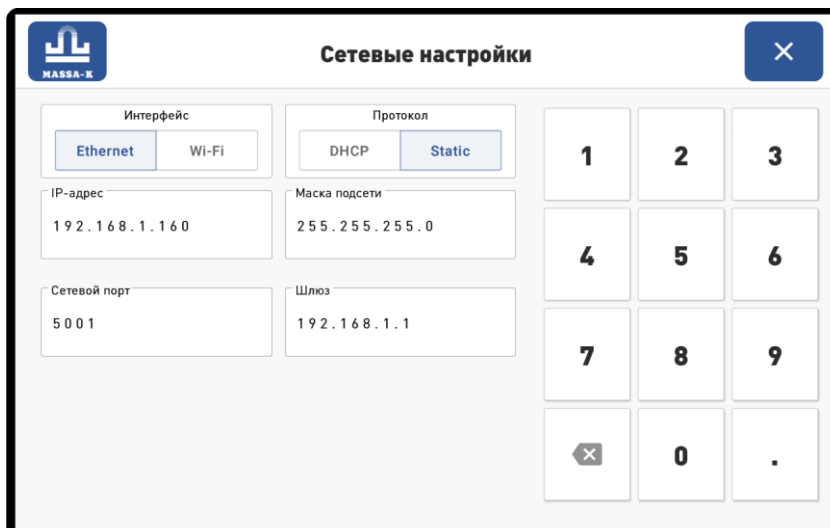 MASSA-K
Сетевые настройки
Интерфейс
Ethernet Wi-Fi
Протокол
DHCP Static
IP-адрес
192.168.1.160
Маска подсети
255.255.255.0
Сетевой порт
5001
Шлюз
192.168.1.1
1 2 3
4 5 6
7 8 9
0 .